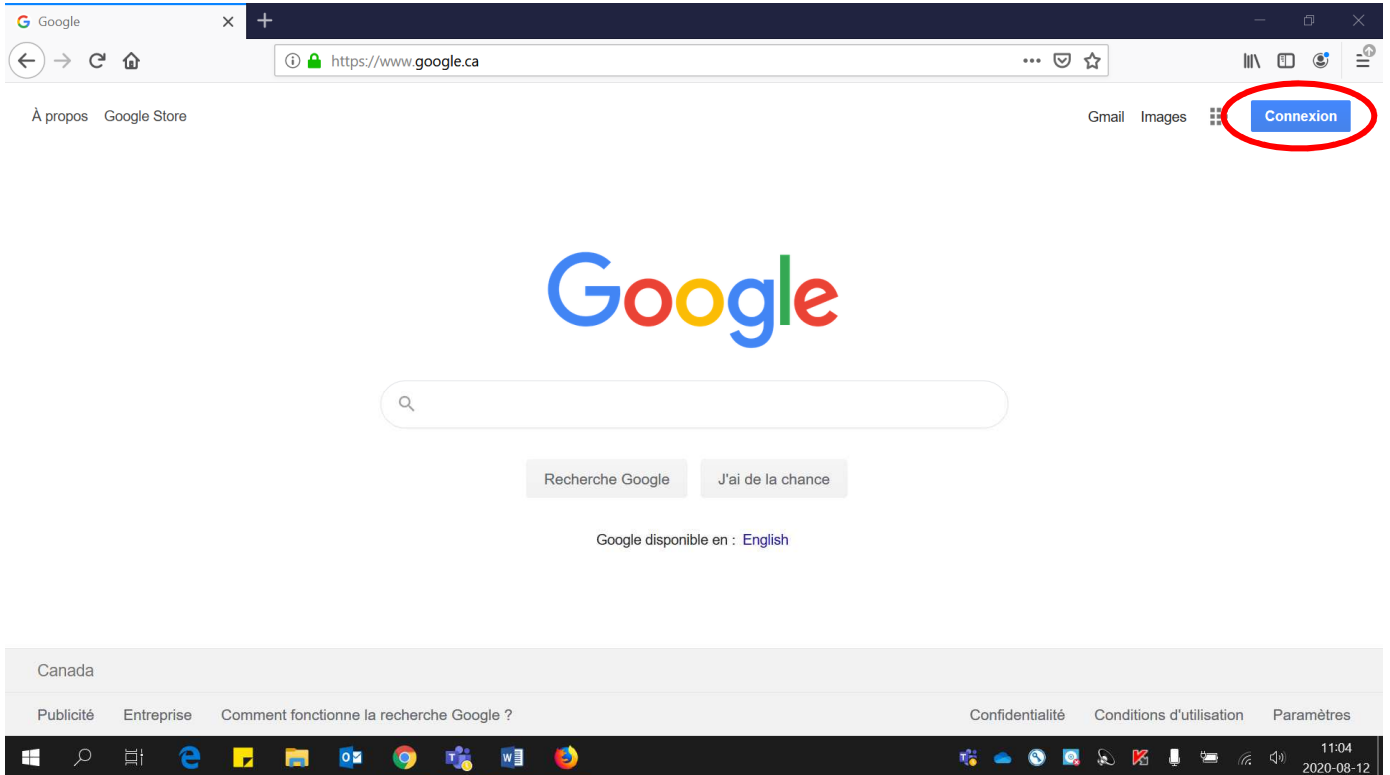 Google
https://www.google.ca
À propos Google Store
Gmail Images Connexion
Google
Recherche Google J'ai de la chance
Google disponible en : English
Canada
Publicité Entreprise Comment fonctionne la recherche Google ?
Confidentialité Conditions d'utilisation Paramètres
11:04
2020-08-12